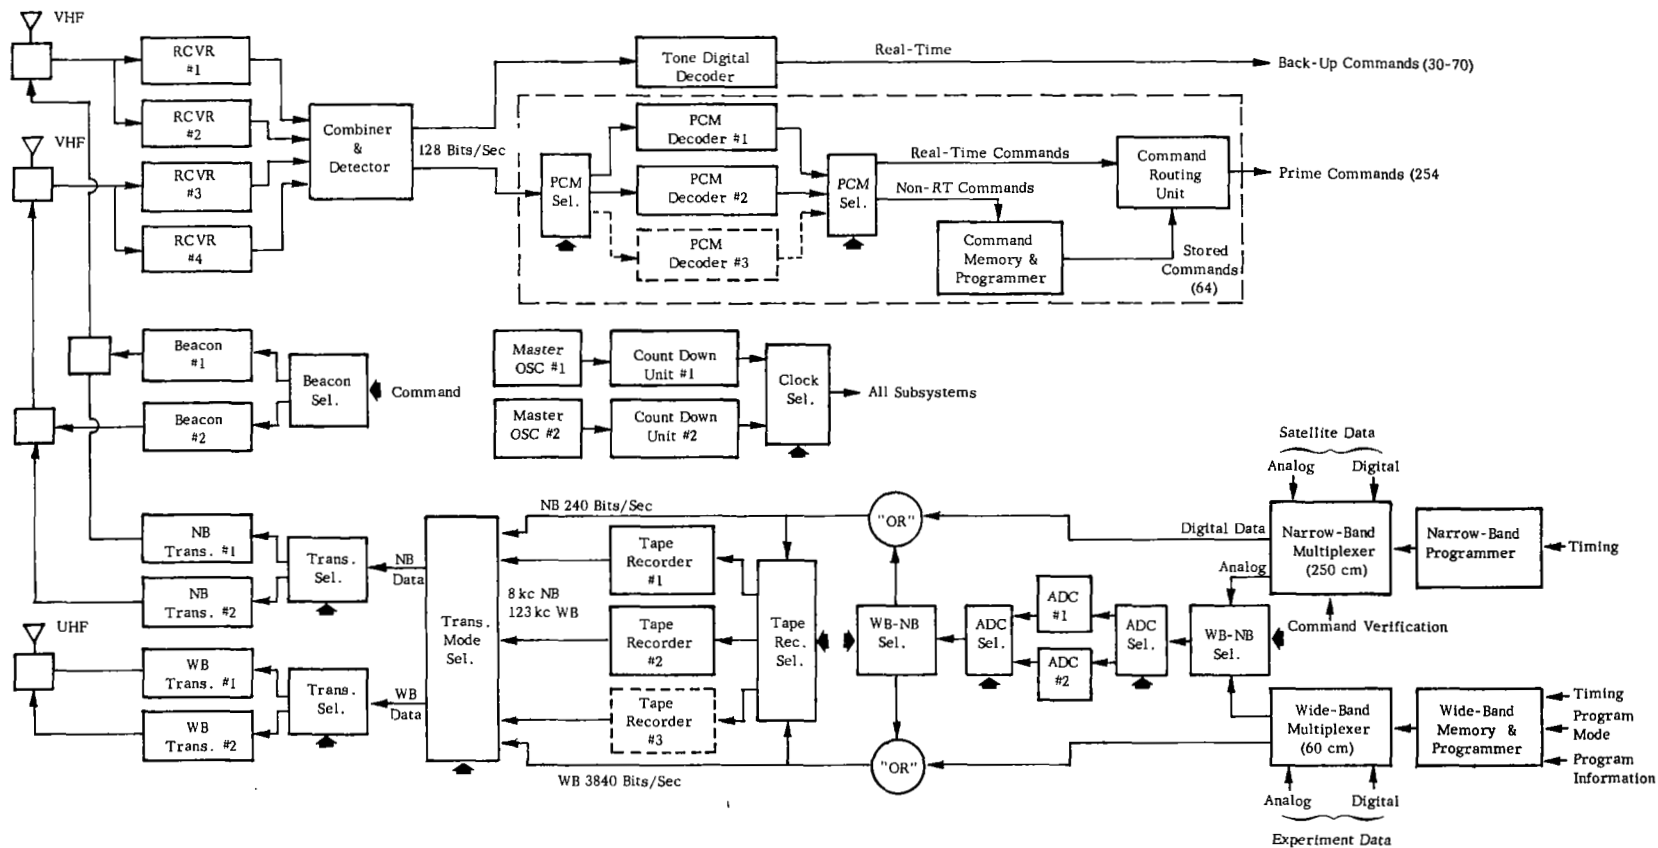 VHF
RCVR
#1
RCVR
#2
VHF
RCVR
#3
RCVR
#4
Combiner
&
Detector
128 Bits/Sec
Tone Digital
Decoder
Real-Time
Back-Up Commands (30-70)
PCM
Sel.
PCM
Decoder #1
PCM
Decoder #2
PCM
Decoder #3
PCM
Sel.
Real-Time Commands
Non-RT Commands
Command
Memory &
Programmer
Command
Routing
Unit
Prime Commands (254
Stored
Commands
(64)
Beacon
#1
Beacon
#2
Beacon
Sel.
Command
Master
OSC #1
Count Down
Unit #1
Master
OSC #2
Count Down
Unit #2
Clock
Sel.
All Subsystems
NB
Trans. #1
NB
Trans. #2
Trans.
Sel.
NB
Data
UHF
WB
Trans. #1
WB
Trans. #2
Trans.
Sel.
WB
Data
Trans.
Mode
Sel.
NB 240 Bits/Sec
8 kc NB
123 kc WB
WB 3840 Bits/Sec
Tape
Recorder
#1
Tape
Recorder
#2
Tape
Recorder
#3
Tape
Rec.
Sel.
"OR"
WB-NB
Sel.
"OR"
ADC
Sel.
ADC
#1
ADC
#2
ADC
Sel.
WB-NB
Sel.
Satellite Data
Analog
Digital
Digital Data
Analog
Narrow-Band
Multiplexer
(250 cm)
Narrow-Band
Programmer
Timing
Command Verification
Wide-Band
Multiplexer
(60 cm)
Wide-Band
Memory &
Programmer
Timing
Program
Mode
Program
Information
Analog
Digital
Experiment Data